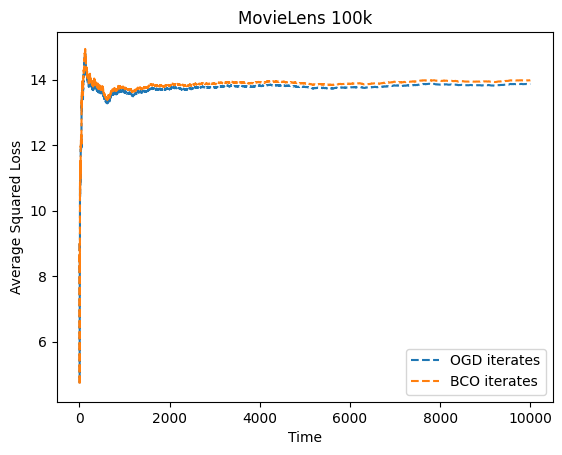 MovieLens 100k
Average Squared Loss
14
12
10
8
6
0
2000
4000
6000
8000
10000
Time
OGD iterates
BCO iterates